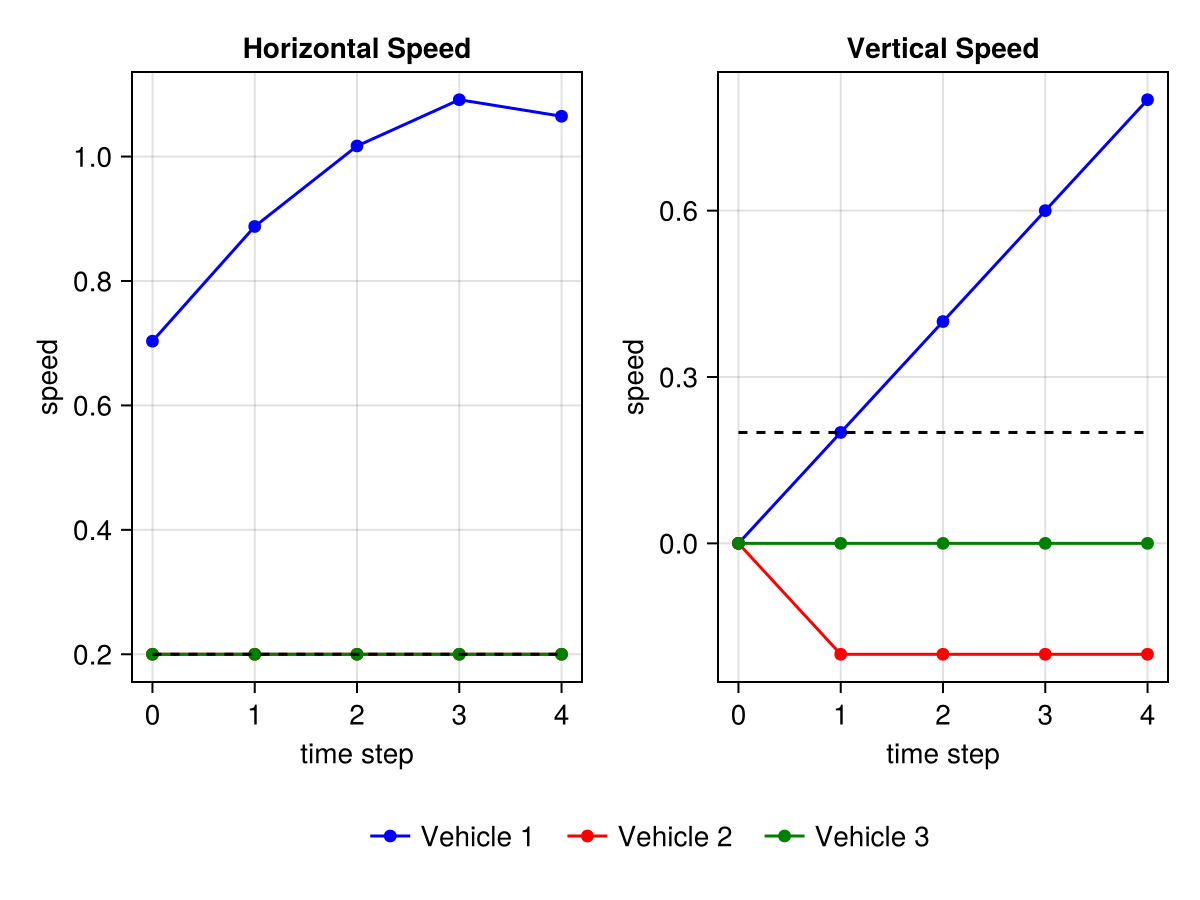 Horizontal Speed
Vertical Speed
speed
1.0
0.8
0.6
0.4
0.2
0 1 2 3 4
time step
speed
0.6
0.3
0.0
0 1 2 3 4
time step
Vehicle 1 Vehicle 2 Vehicle 3